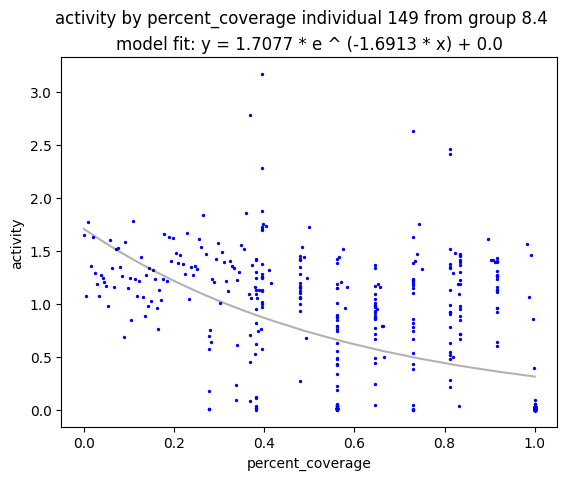 activity by percent_coverage individual 149 from group 8.4
model fit: y = 1.7077 * e ^ (-1.6913 * x) + 0.0
3.0
2.5
2.0
1.5
1.0
0.5
0.0
activity
0.0 0.2 0.4 0.6 0.8 1.0
percent_coverage